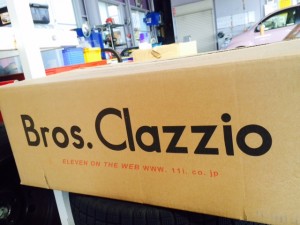 Bros.Clazzio
ELEVEN ON THE WEB WWW. 11i. co. jp